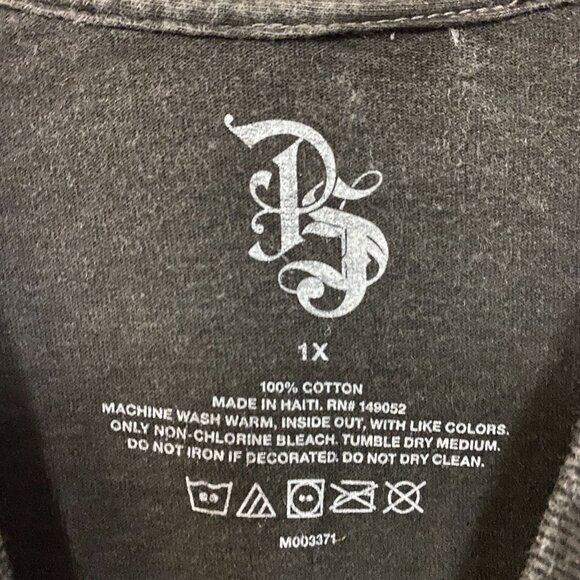 PS
1X
100% COTTON
MADE IN HAITI. RN# 149052
MACHINE WASH WARM, INSIDE OUT, WITH LIKE COLORS.
ONLY NON-CHLORINE BLEACH. TUMBLE DRY MEDIUM.
DO NOT IRON IF DECORATED. DO NOT DRY CLEAN.
M003371